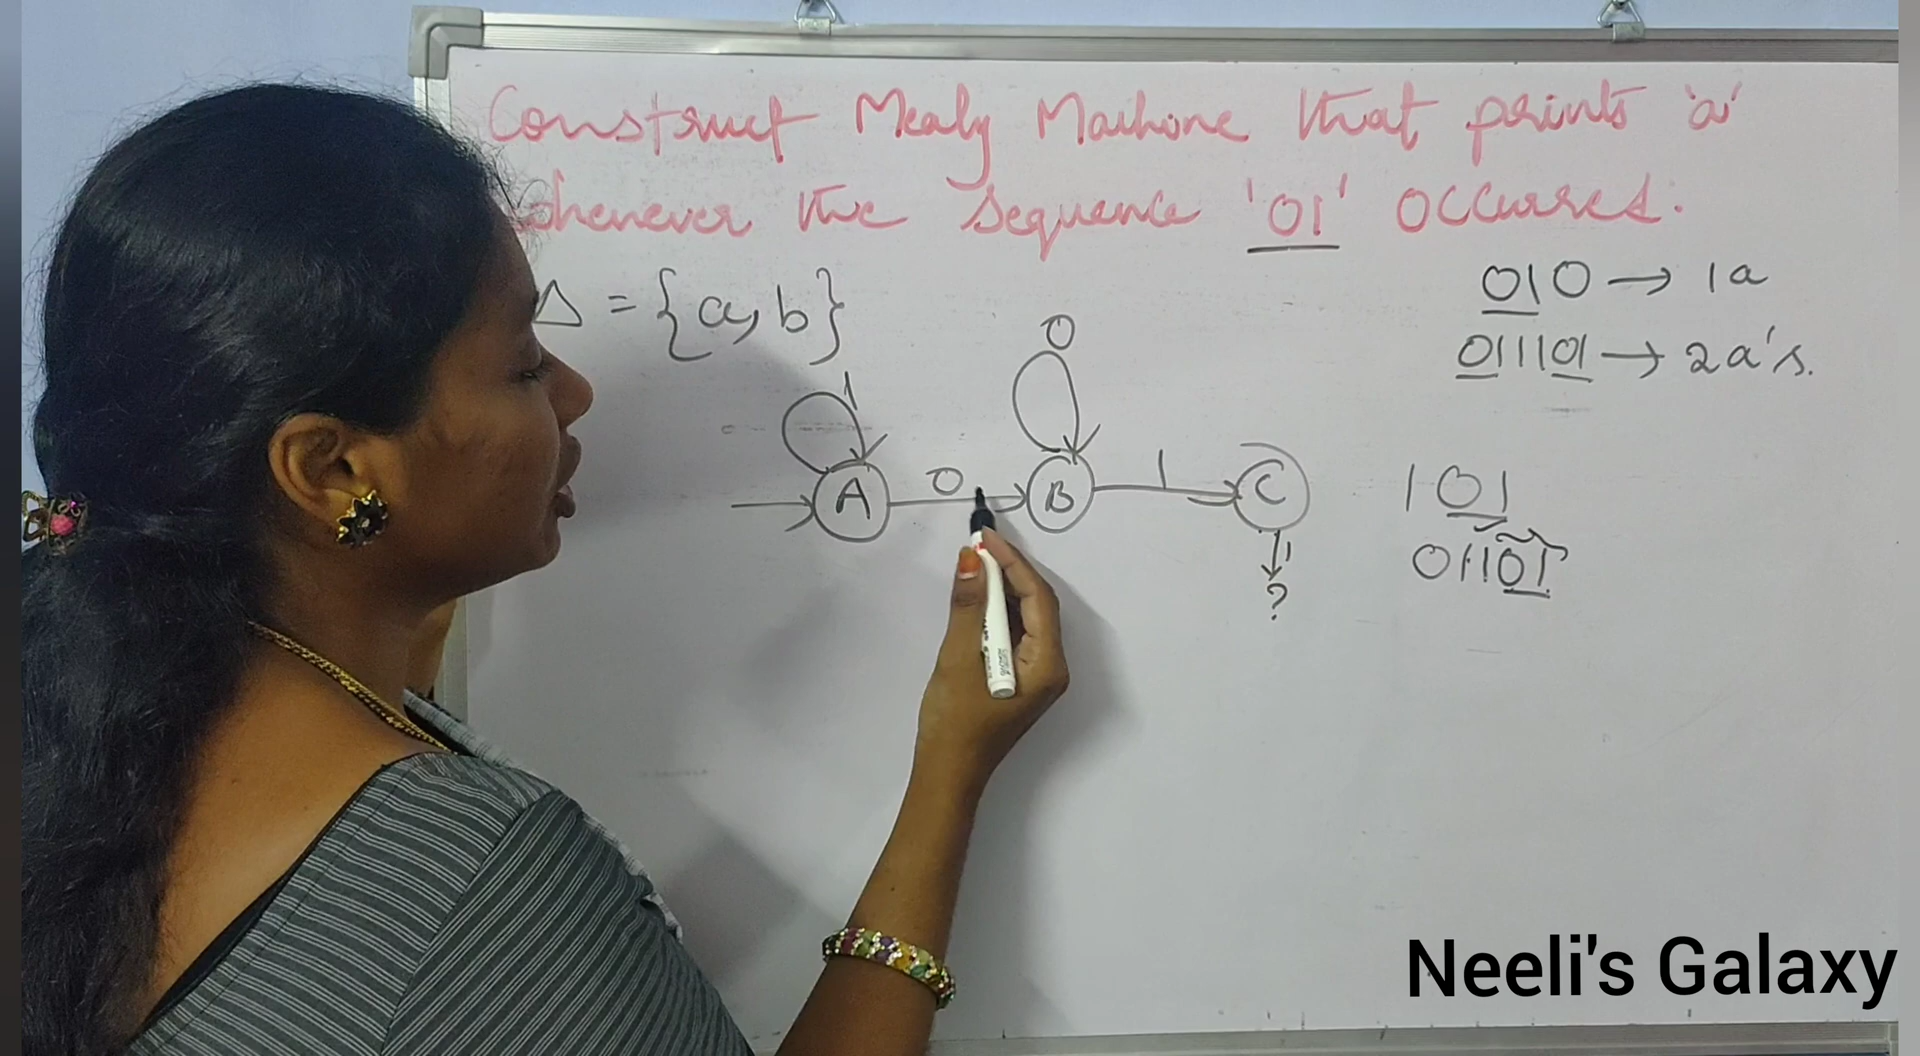 Construct Mealy Machine that prints 'a'
whenever the sequence '01' occurres.
Δ = {a, b}
010 → 1a
01101 → 2a's.
1
0
A
0
B
1
C
1
?
101
01101
Neeli's Galaxy